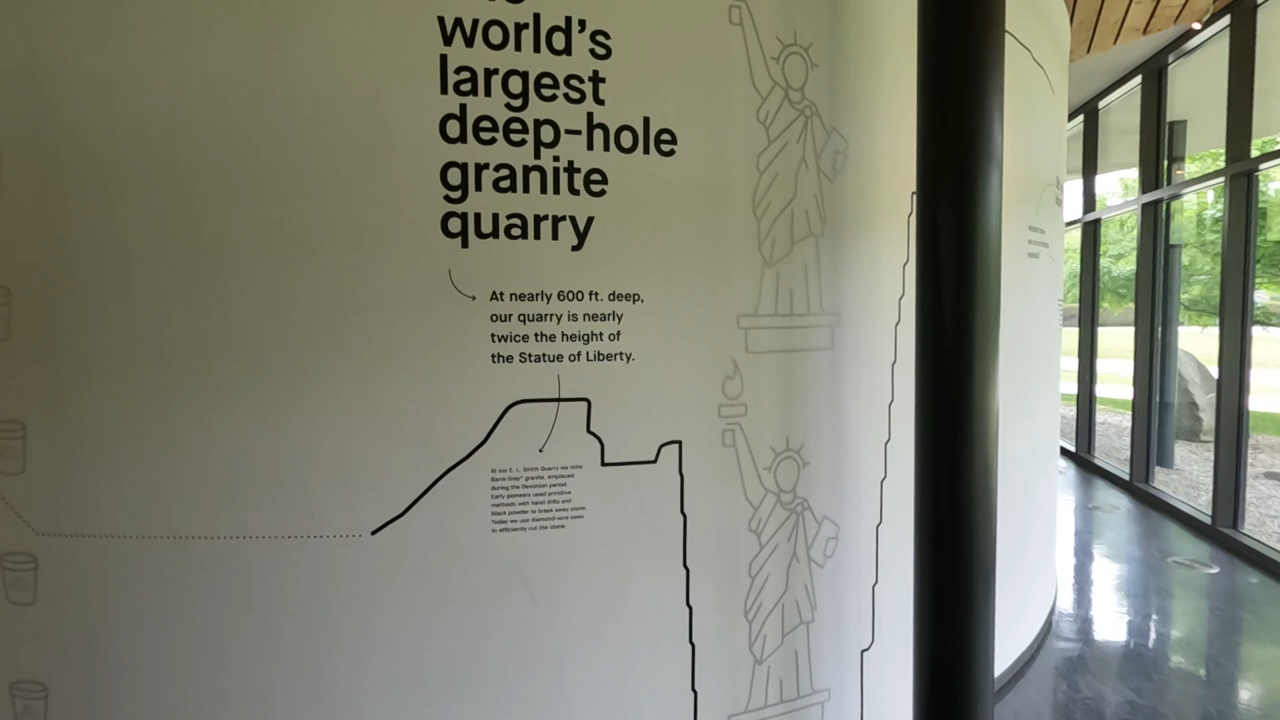 world's
largest
deep-hole
granite
quarry
At nearly 600 ft. deep,
our quarry is nearly
twice the height of
the Statue of Liberty.
At our E. L. Smith Quarry we mine
Barre Gray® granite, emplaced
during the Devonian period.
Early pioneers used primitive
methods with hand drills and
black powder to break away stone.
Today we use diamond-wire saws
to efficiently cut the stone.